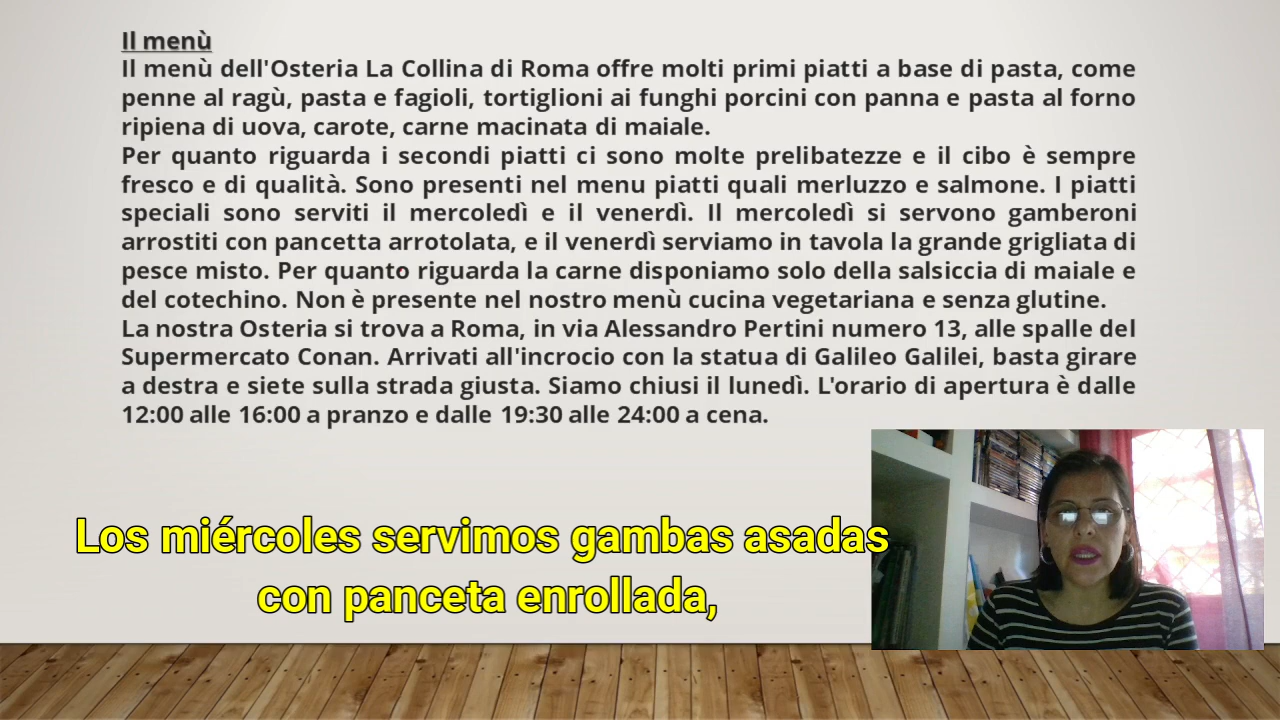 Il menù
Il menù dell'Osteria La Collina di Roma offre molti primi piatti a base di pasta, come
penne al ragù, pasta e fagioli, tortiglioni ai funghi porcini con panna e pasta al forno
ripiena di uova, carote, carne macinata di maiale.
Per quanto riguarda i secondi piatti ci sono molte prelibatezze e il cibo è sempre
fresco e di qualità. Sono presenti nel menu piatti quali merluzzo e salmone. I piatti
speciali sono serviti il mercoledì e il venerdì. Il mercoledì si servono gamberoni
arrostiti con pancetta arrotolata, e il venerdì serviamo in tavola la grande grigliata di
pesce misto. Per quanto riguarda la carne disponiamo solo della salsiccia di maiale e
del cotechino. Non è presente nel nostro menù cucina vegetariana e senza glutine.
La nostra Osteria si trova a Roma, in via Alessandro Pertini numero 13, alle spalle del
Supermercato Conan. Arrivati all'incrocio con la statua di Galileo Galilei, basta girare
a destra e siete sulla strada giusta. Siamo chiusi il lunedì. L'orario di apertura è dalle
12:00 alle 16:00 a pranzo e dalle 19:30 alle 24:00 a cena.
Los miércoles servimos gambas asadas
con panceta enrollada,